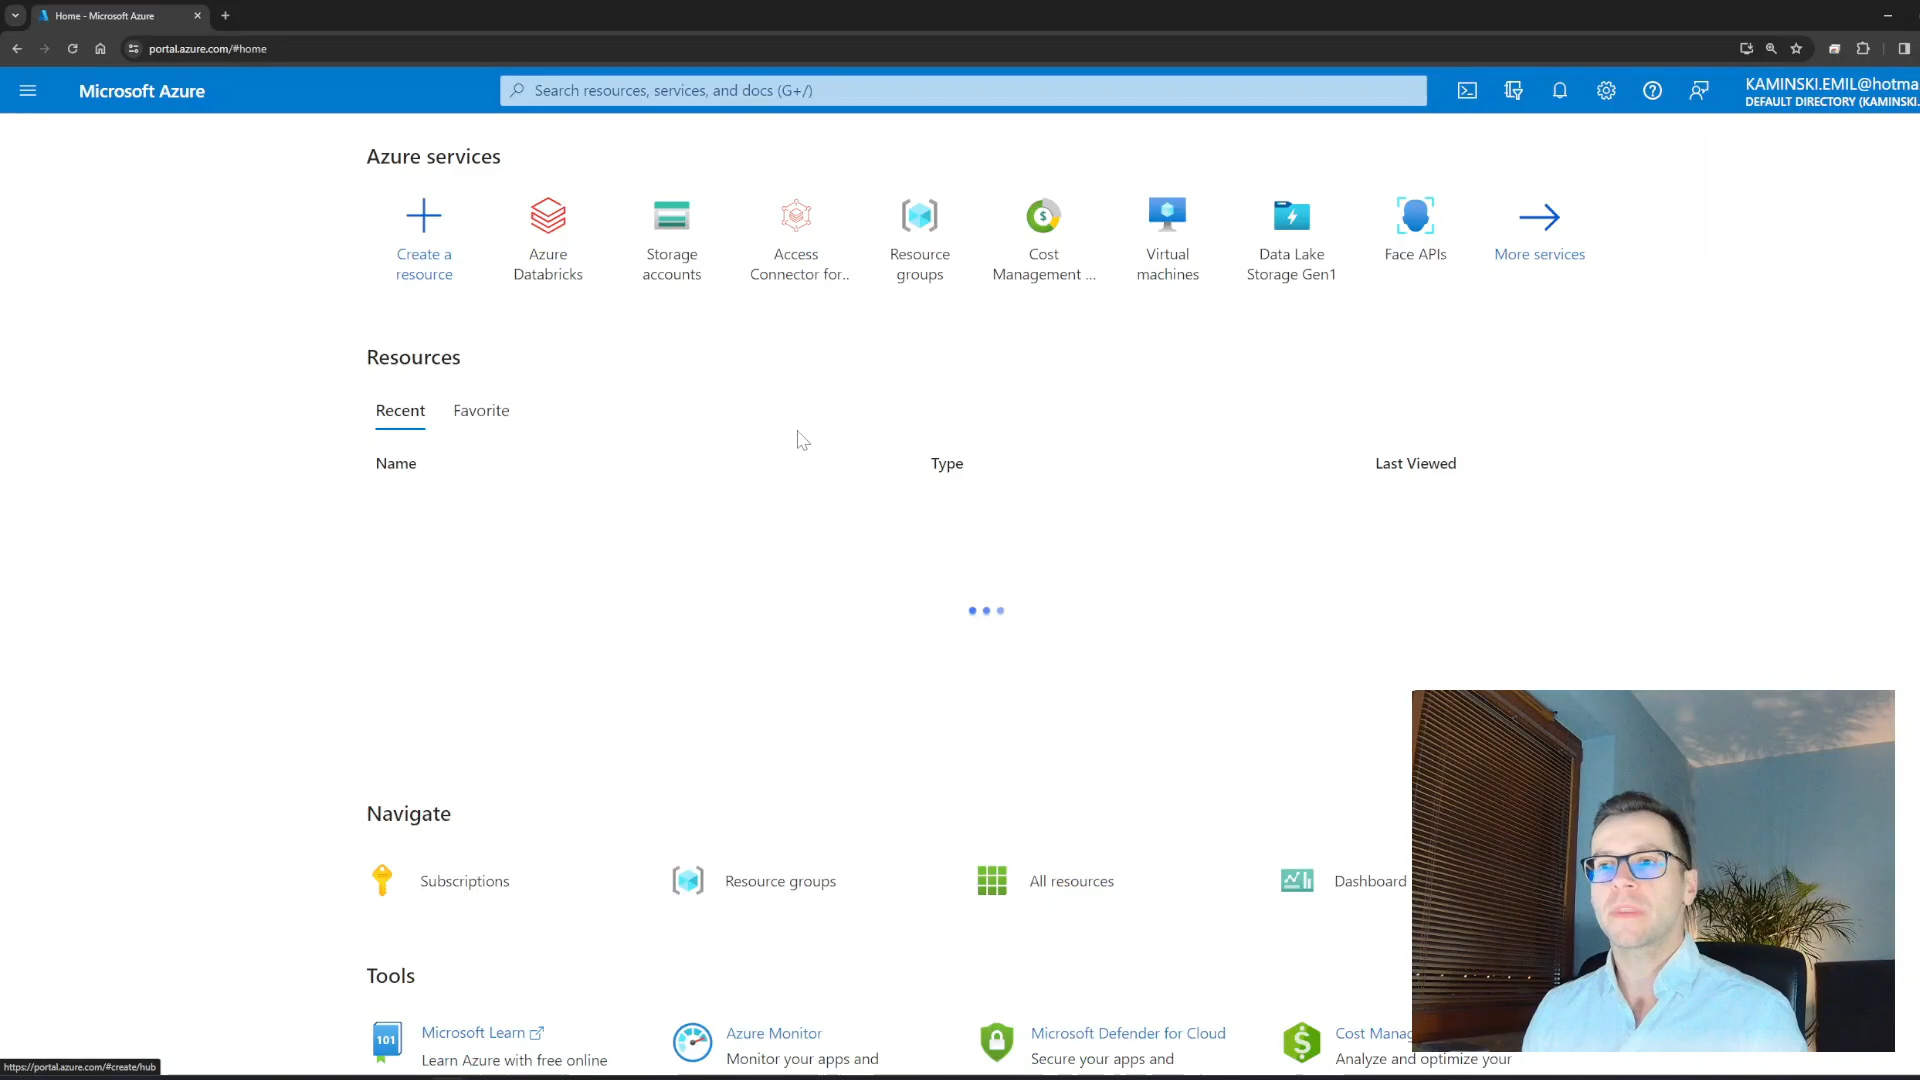 Home - Microsoft Azure
portal.azure.com/#home
Microsoft Azure
Search resources, services, and docs (G+/)
KAMINSKI.EMIL@hotma
DEFAULT DIRECTORY (KAMINSKI.
Azure services
Create a
resource
Azure
Databricks
Storage
accounts
Access
Connector for..
Resource
groups
Cost
Management ...
Virtual
machines
Data Lake
Storage Gen1
Face APIs
More services
Resources
Recent
Favorite
Name
Type
Last Viewed
Navigate
Subscriptions
Resource groups
All resources
Dashboard
Tools
101
Microsoft Learn
Learn Azure with free online
Azure Monitor
Monitor your apps and
Microsoft Defender for Cloud
Secure your apps and
Cost Manag
Analyze and optimize your
https://portal.azure.com/#create/hub